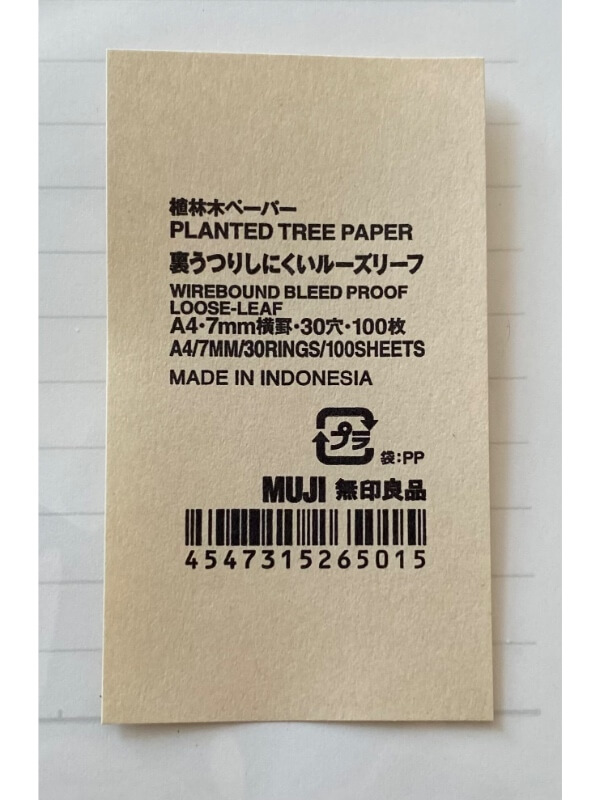 植林木ペーパー
PLANTED TREE PAPER
裏うつりしにくいルーズリーフ
WIREBOUND BLEED PROOF
LOOSE-LEAF
A4・7mm横罫・30穴・100枚
A4/7MM/30RINGS/100SHEETS
MADE IN INDONESIA
プラ
袋:PP
MUJI 無印良品
4547315265015